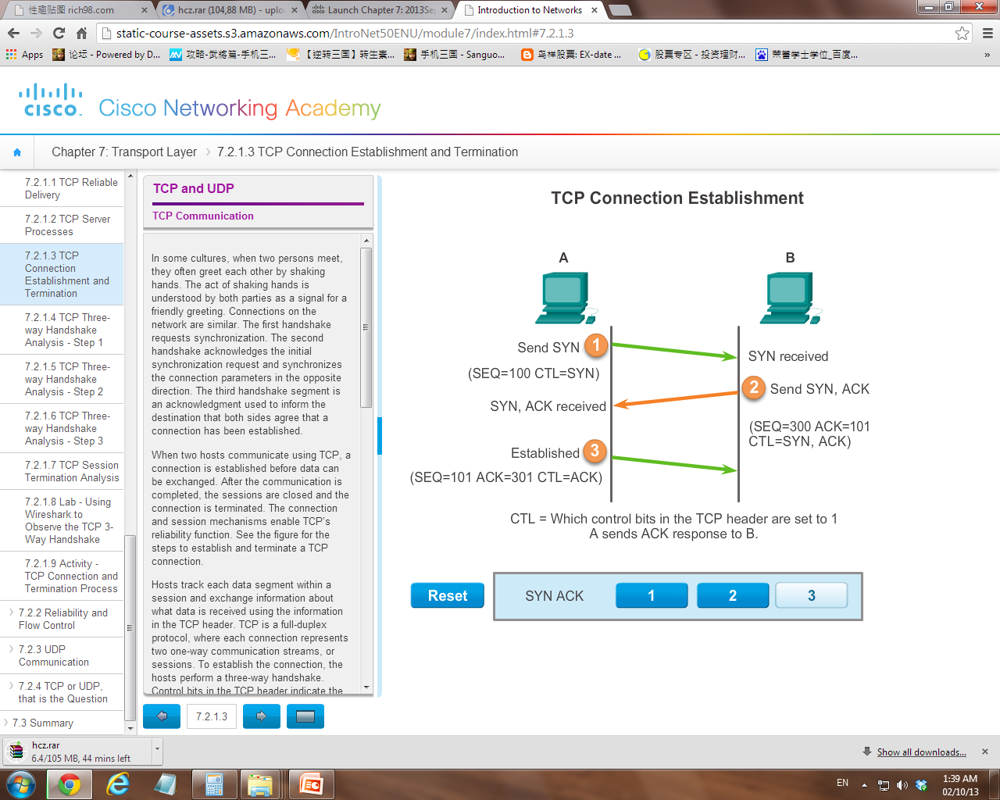 性趣贴图 rich98.com
hcz.rar (104,88 MB) - uploa
Launch Chapter 7: 2013Sep
Introduction to Networks
static-course-assets.s3.amazonaws.com/IntroNet50ENU/module7/index.html#7.2.1.3
Apps
论坛 - Powered by D...
攻略-武將篇-手机三...
【逆转三国】转生素...
手机三国 - Sanguo...
鸟样股票: EX-date ...
股票专区 - 投资理财...
荣誉学士学位_百度...
»
CISCO.
Cisco Networking Academy
Chapter 7: Transport Layer
7.2.1.3 TCP Connection Establishment and Termination
7.2.1.1 TCP Reliable
Delivery
7.2.1.2 TCP Server
Processes
7.2.1.3 TCP
Connection
Establishment and
Termination
7.2.1.4 TCP Three-
way Handshake
Analysis - Step 1
7.2.1.5 TCP Three-
way Handshake
Analysis - Step 2
7.2.1.6 TCP Three-
way Handshake
Analysis - Step 3
7.2.1.7 TCP Session
Termination Analysis
7.2.1.8 Lab - Using
Wireshark to
Observe the TCP 3-
Way Handshake
7.2.1.9 Activity -
TCP Connection and
Termination Process
7.2.2 Reliability and
Flow Control
7.2.3 UDP
Communication
7.2.4 TCP or UDP,
that is the Question
7.3 Summary
TCP and UDP
TCP Communication
In some cultures, when two persons meet,
they often greet each other by shaking
hands. The act of shaking hands is
understood by both parties as a signal for a
friendly greeting. Connections on the
network are similar. The first handshake
requests synchronization. The second
handshake acknowledges the initial
synchronization request and synchronizes
the connection parameters in the opposite
direction. The third handshake segment is
an acknowledgment used to inform the
destination that both sides agree that a
connection has been established.
When two hosts communicate using TCP, a
connection is established before data can
be exchanged. After the communication is
completed, the sessions are closed and the
connection is terminated. The connection
and session mechanisms enable TCP's
reliability function. See the figure for the
steps to establish and terminate a TCP
connection.
Hosts track each data segment within a
session and exchange information about
what data is received using the information
in the TCP header. TCP is a full-duplex
protocol, where each connection represents
two one-way communication streams, or
sessions. To establish the connection, the
hosts perform a three-way handshake.
Control bits in the TCP header indicate the
7.2.1.3
TCP Connection Establishment
A
B
Send SYN 1
SYN received
(SEQ=100 CTL=SYN)
2 Send SYN, ACK
SYN, ACK received
(SEQ=300 ACK=101
CTL=SYN, ACK)
Established 3
(SEQ=101 ACK=301 CTL=ACK)
CTL = Which control bits in the TCP header are set to 1
A sends ACK response to B.
Reset
SYN ACK
1
2
3
hcz.rar
6.4/105 MB, 44 mins left
Show all downloads...
EN
1:39 AM
02/10/13